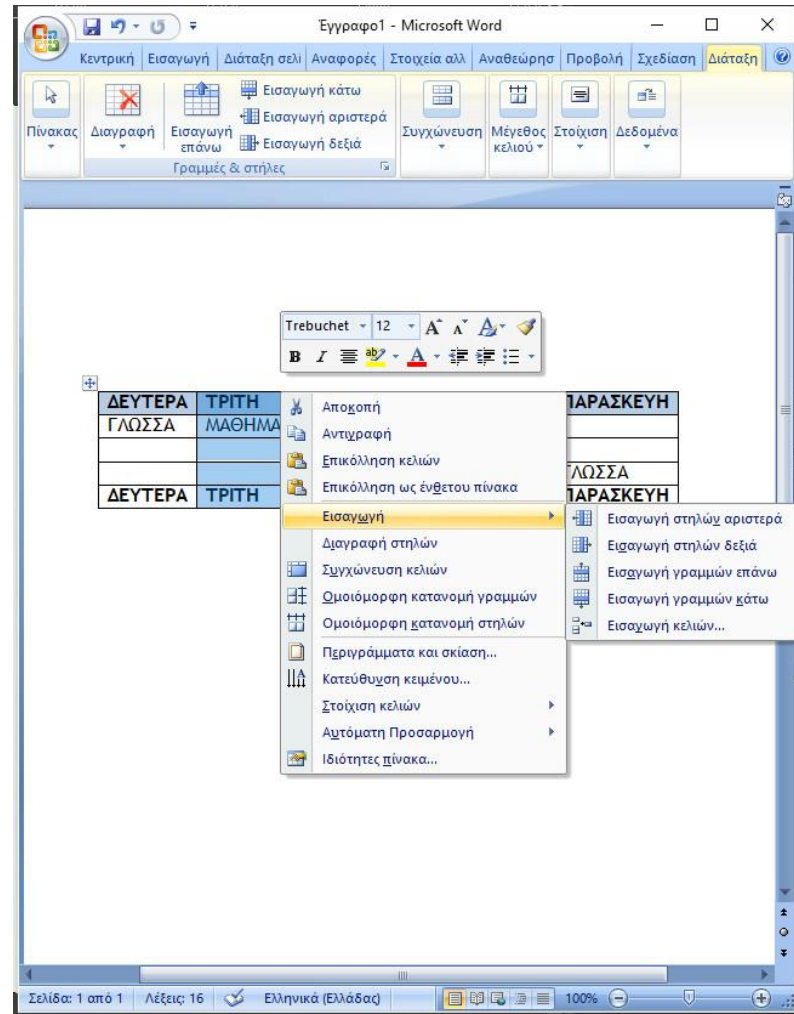 Έγγραφο1 - Microsoft Word
Κεντρική Εισαγωγή Διάταξη σελι Αναφορές Στοιχεία αλλ Αναθεώρησ Προβολή Σχεδίαση Διάταξη
Πίνακας
Διαγραφή
Εισαγωγή επάνω
Εισαγωγή κάτω
Εισαγωγή αριστερά
Εισαγωγή δεξιά
Συγχώνευση
Μέγεθος κελιού
Στοίχιση
Δεδομένα
Γραμμές & στήλες
Trebuchet 12
ΔΕΥΤΕΡΑ ΤΡΙΤΗ ΠΑΡΑΣΚΕΥΗ
ΓΛΩΣΣΑ ΜΑΘΗΜΑ
ΓΛΩΣΣΑ
ΔΕΥΤΕΡΑ ΤΡΙΤΗ ΠΑΡΑΣΚΕΥΗ
Αποκοπή
Αντιγραφή
Επικόλληση κελιών
Επικόλληση ως ένθετου πίνακα
Εισαγωγή
Διαγραφή στηλών
Συγχώνευση κελιών
Ομοιόμορφη κατανομή γραμμών
Ομοιόμορφη κατανομή στηλών
Περιγράμματα και σκίαση...
Κατεύθυνση κειμένου...
Στοίχιση κελιών
Αυτόματη Προσαρμογή
Ιδιότητες πίνακα...
Εισαγωγή στηλών αριστερά
Εισαγωγή στηλών δεξιά
Εισαγωγή γραμμών επάνω
Εισαγωγή γραμμών κάτω
Εισαγωγή κελιών...
Σελίδα: 1 από 1 Λέξεις: 16 Ελληνικά (Ελλάδας) 100%